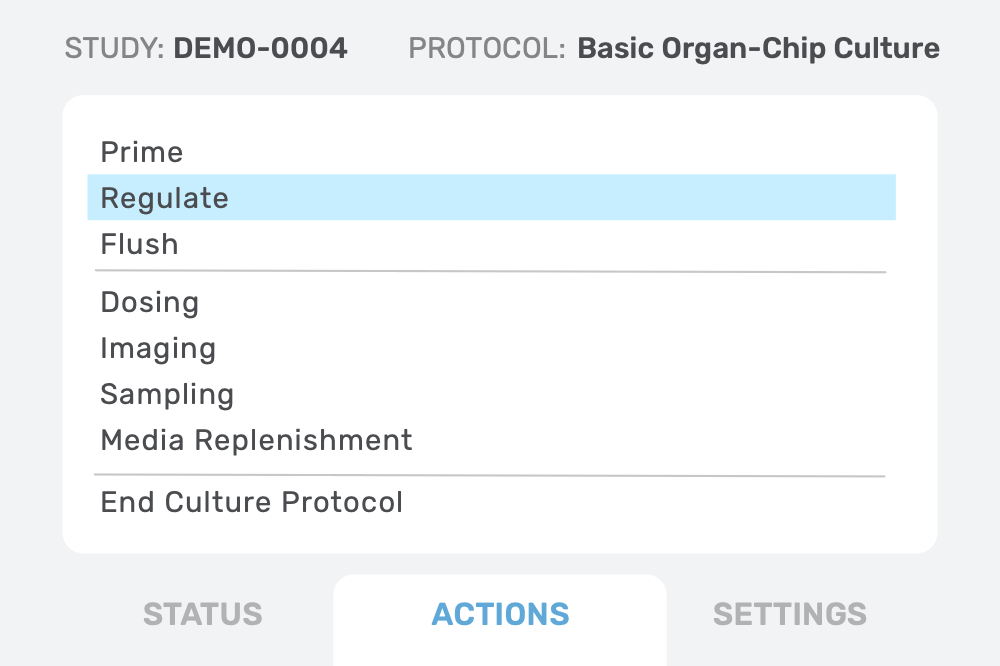 STUDY: DEMO-0004 PROTOCOL: Basic Organ-Chip Culture
Prime
Regulate
Flush
Dosing
Imaging
Sampling
Media Replenishment
End Culture Protocol
STATUS ACTIONS SETTINGS